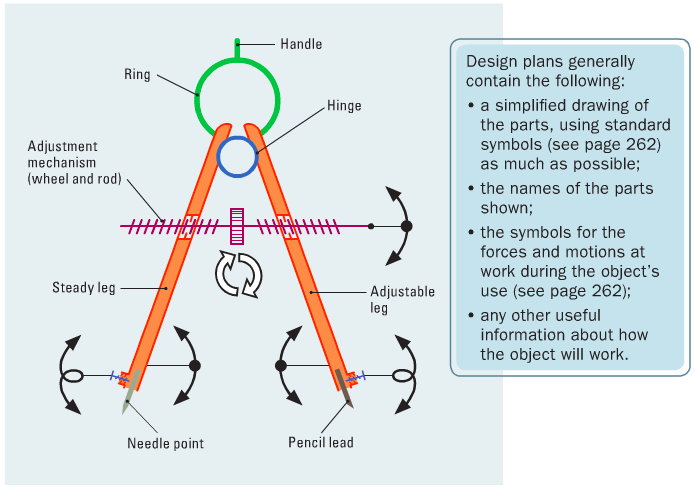 Handle
Ring
Hinge
Adjustment
mechanism
(wheel and rod)
Steady leg
Adjustable
leg
Needle point
Pencil lead
Design plans generally
contain the following:
• a simplified drawing of
the parts, using standard
symbols (see page 262)
as much as possible;
• the names of the parts
shown;
• the symbols for the
forces and motions at
work during the object's
use (see page 262);
• any other useful
information about how
the object will work.